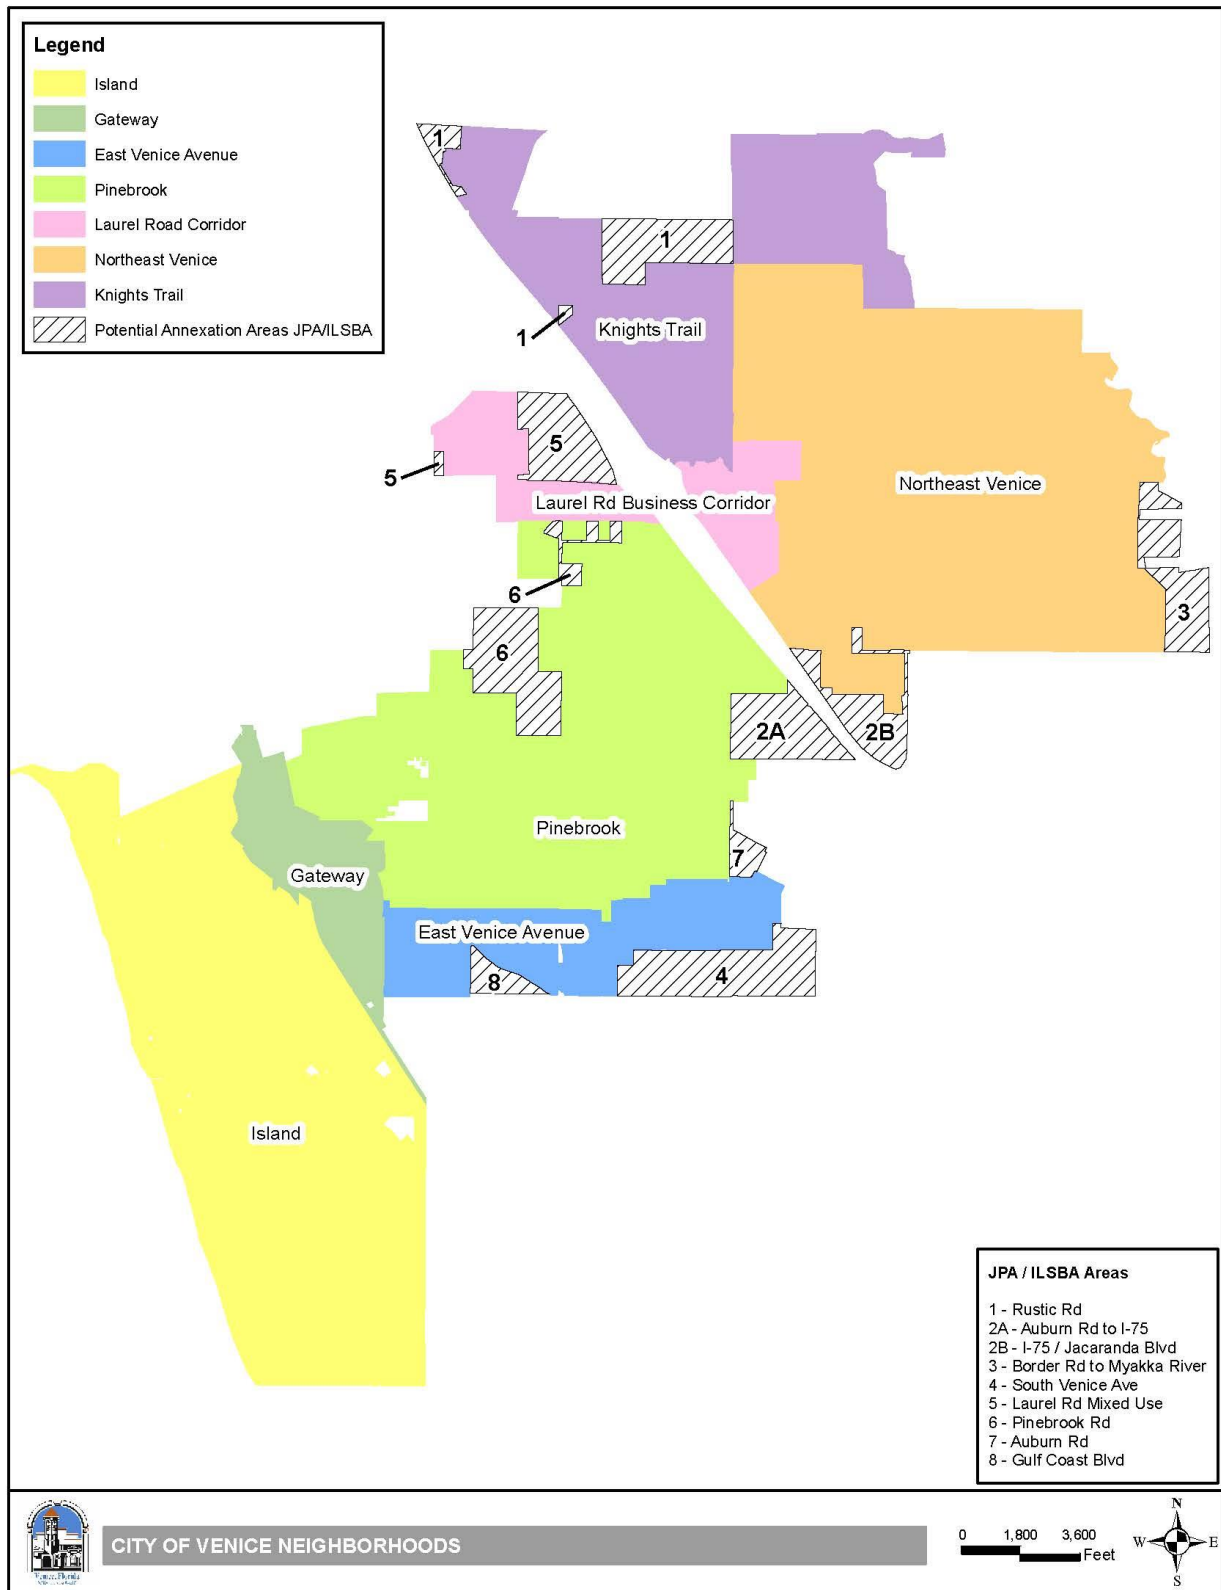 Legend
Island
Gateway
East Venice Avenue
Pinebrook
Laurel Road Corridor
Northeast Venice
Knights Trail
Potential Annexation Areas JPA/ILSBA
1
1
1
Knights Trail
5
5
Northeast Venice
Laurel Rd Business Corridor
6
3
6
2A
2B
Pinebrook
7
Gateway
East Venice Avenue
8
4
Island
JPA / ILSBA Areas
1 - Rustic Rd
2A - Auburn Rd to I-75
2B - I-75 / Jacaranda Blvd
3 - Border Rd to Myakka River
4 - South Venice Ave
5 - Laurel Rd Mixed Use
6 - Pinebrook Rd
7 - Auburn Rd
8 - Gulf Coast Blvd
Venice, Florida
CITY OF VENICE NEIGHBORHOODS
0 1,800 3,600
Feet
N
W E
S